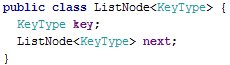 public class ListNode<KeyType> {
  KeyType key;
  ListNode<KeyType> next;
}